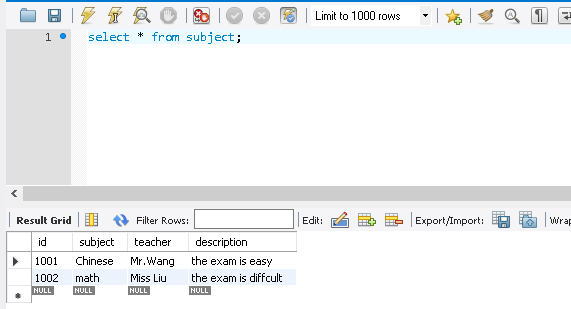 Limit to 1000 rows
1 select * from subject;
Result Grid Filter Rows: Edit: Export/Import: Wrap
id subject teacher description
1001 Chinese Mr.Wang the exam is easy
1002 math Miss Liu the exam is diffcult
NULL NULL NULL NULL